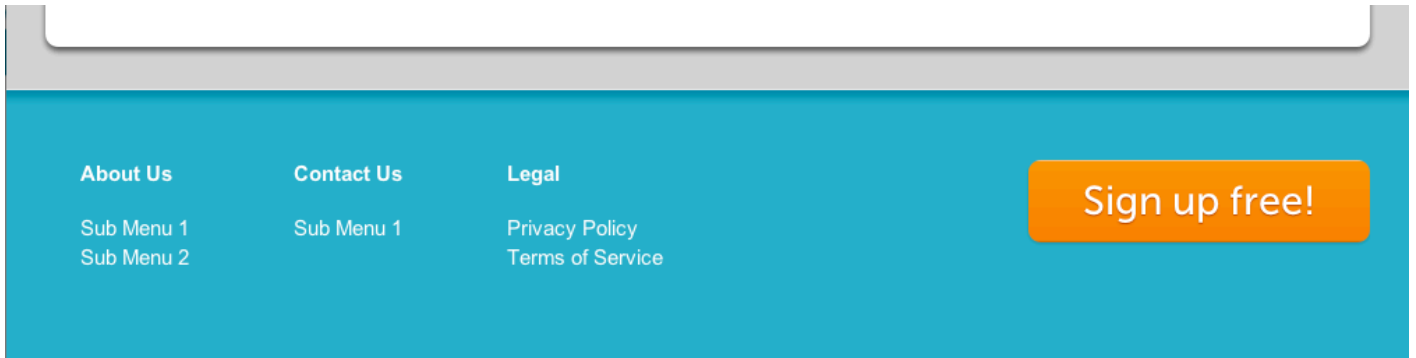 About Us
Sub Menu 1
Sub Menu 2
Contact Us
Sub Menu 1
Legal
Privacy Policy
Terms of Service
Sign up free!